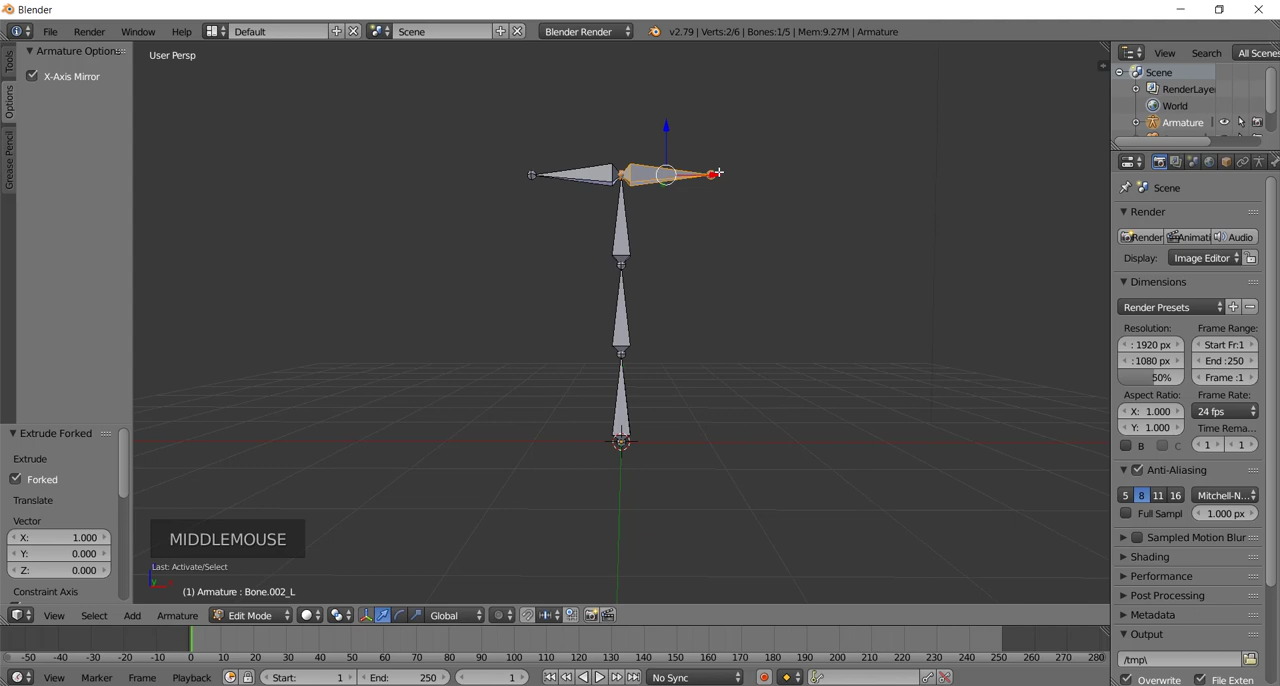 Blender
File Render Window Help Default Scene Blender Render v2.79 | Verts:2/6 | Bones:1/5 | Mem:9.27M | Armature
Tools
Options
Grease Pencil
Armature Option
X-Axis Mirror
User Persp
View Search All Scenes
Scene
RenderLaye
World
Armature
Scene
Render
Render Animati Audio
Display: Image Editor
Dimensions
Render Presets
Resolution: Frame Range:
: 1920 px Start Fr:1
: 1080 px End :250
50% Frame :1
Aspect Ratio: Frame Rate:
X: 1.000 24 fps
Y: 1.000 Time Rema...
B C 1 1
Anti-Aliasing
5 8 11 16 Mitchell-N...
Full Sampl 1.000 px
Sampled Motion Blur
Shading
Performance
Post Processing
Metadata
Output
/tmp\
Overwrite File Exten
Extrude Forked
Extrude
Forked
Translate
Vector
X: 1.000
Y: 0.000
Z: 0.000
Constraint Axis
MIDDLEMOUSE
Last: Activate/Select
(1) Armature : Bone.002_L
View Select Add Armature Edit Mode Global
-50 -40 -30 -20 -10 0 10 20 30 40 50 60 70 80 90 100 110 120 130 140 150 160 170 180 190 200 210 220 230 240 250 260 270 280
View Marker Frame Playback Start: 1 End: 250 1 No Sync